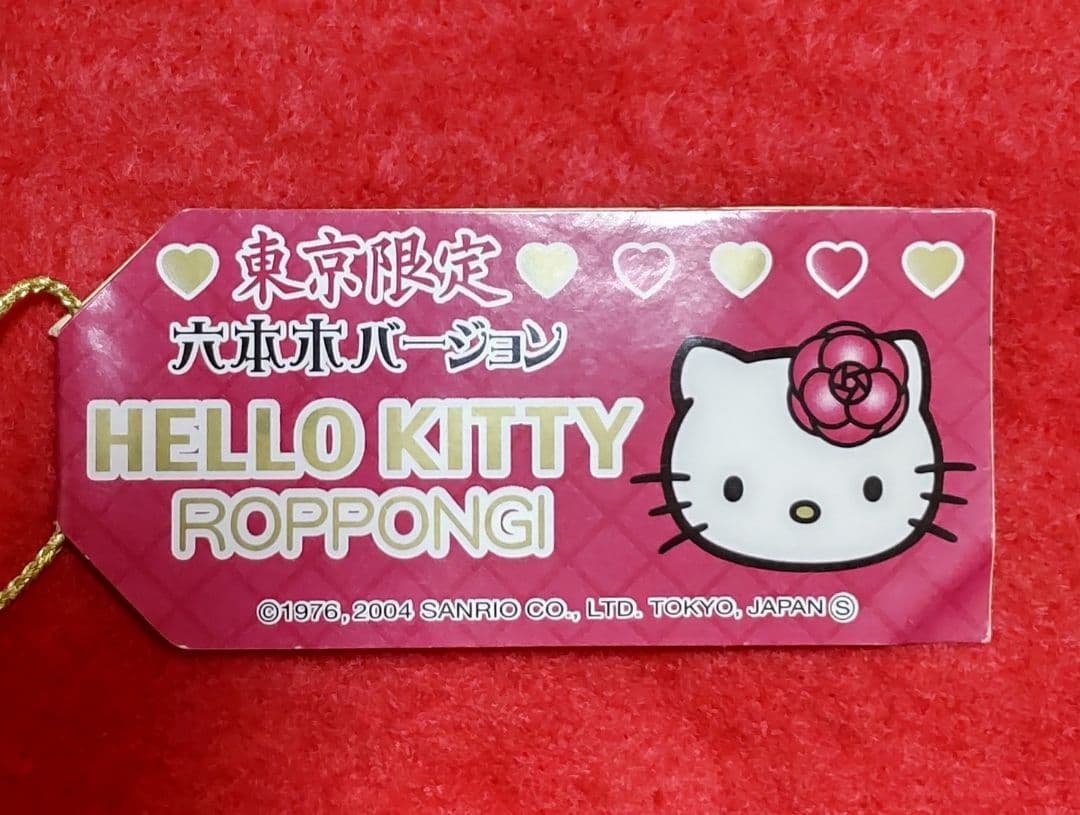 東京限定
六本木バージョン
HELLO KITTY
ROPPONGI
©1976, 2004 SANRIO CO., LTD. TOKYO, JAPAN Ⓢ